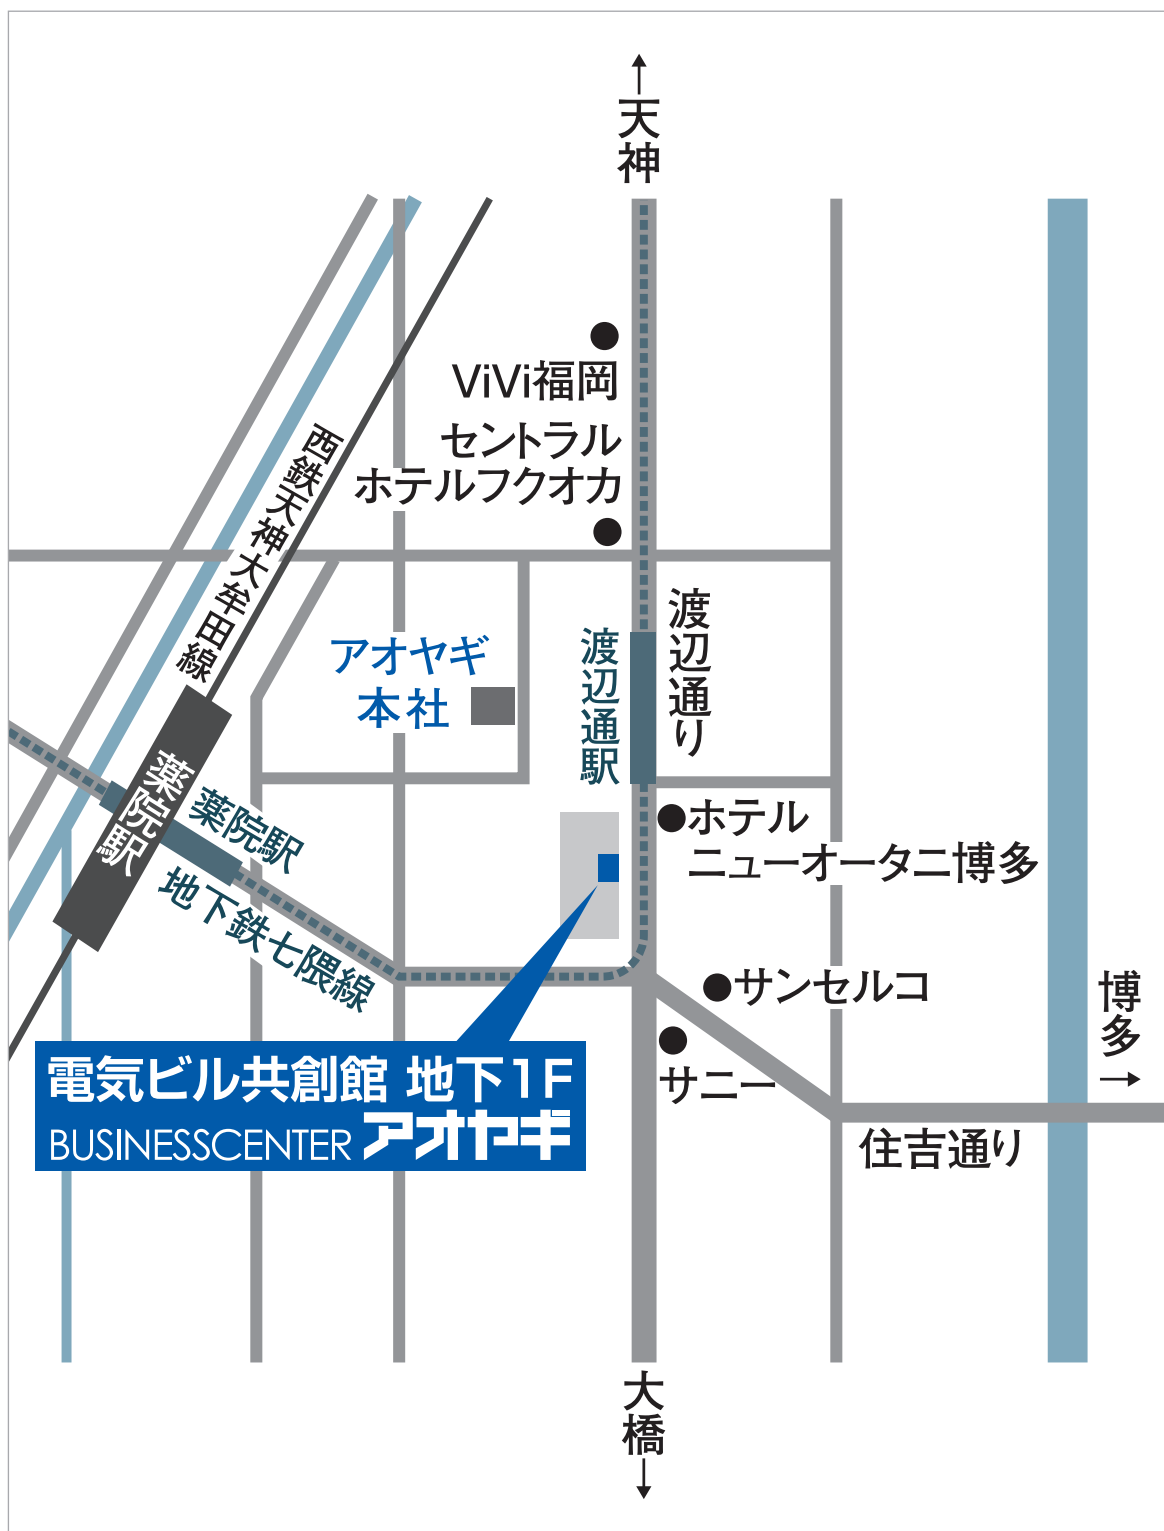 ↑
天神
ViVi福岡
セントラル
ホテルフクオカ
西鉄天神大牟田線
渡辺通り
渡辺通駅
アオヤギ
本社
薬院駅
薬院駅
地下鉄七隈線
ホテル
ニューオータニ博多
サンセルコ
サニー
博多
→
住吉通り
電気ビル共創館 地下1F
BUSINESSCENTER アオヤギ
大橋
↓